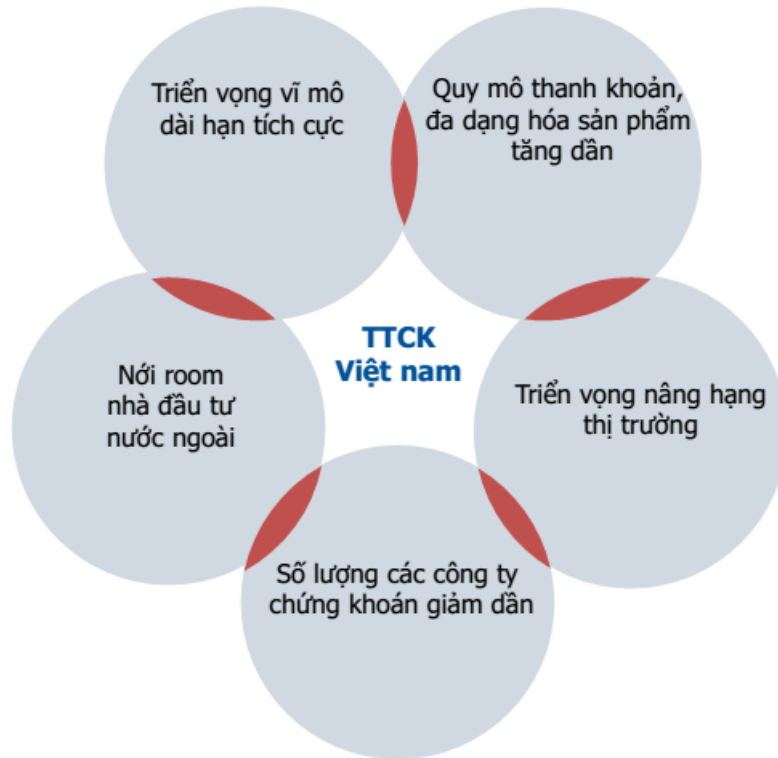 Triển vọng vĩ mô
dài hạn tích cực
Quy mô thanh khoản,
đa dạng hóa sản phẩm
tăng dần
TTCK
Việt nam
Nới room
nhà đầu tư
nước ngoài
Triển vọng nâng hạng
thị trường
Số lượng các công ty
chứng khoán giảm dần